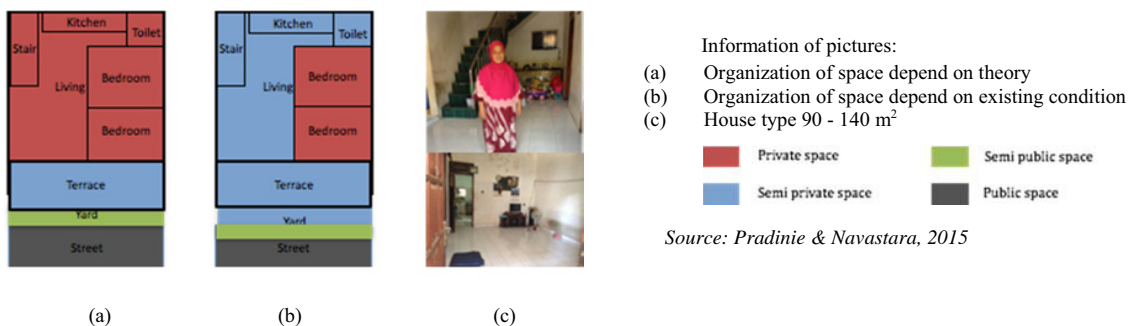 Kitchen
Toilet
Stair
Bedroom
Living
Bedroom
Terrace
Yard
Street
(a)
Kitchen
Toilet
Stair
Bedroom
Living
Bedroom
Terrace
Yard
Street
(b)
(c)
Information of pictures:
(a) Organization of space depend on theory
(b) Organization of space depend on existing condition
(c) House type 90 - 140 m²
Private space
Semi public space
Semi private space
Public space
Source: Pradinie & Navastara, 2015